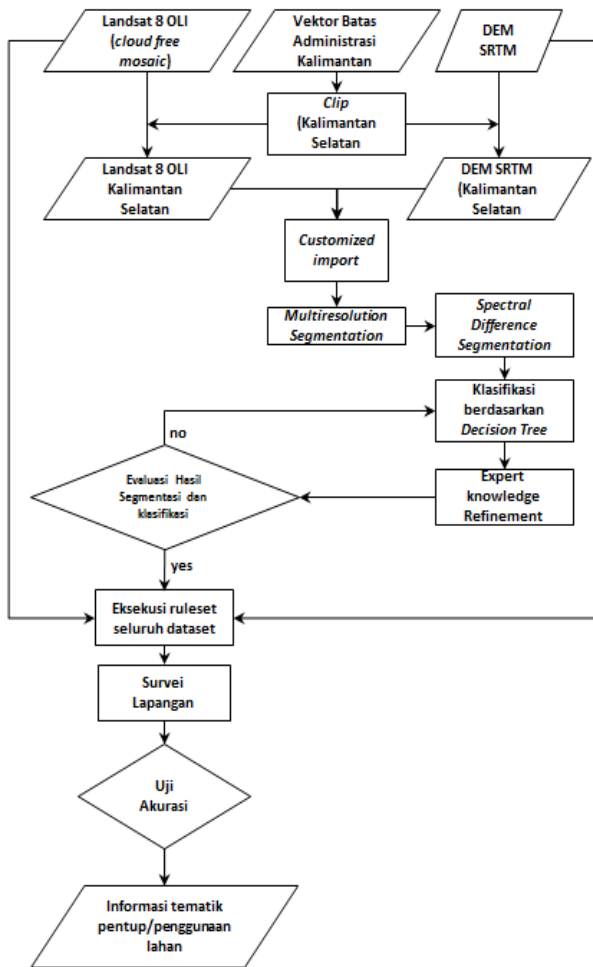 Landsat 8 OLI
(cloud free
mosaic)
Vektor Batas
Administrasi
Kalimantan
DEM
SRTM
Clip
(Kalimantan
Selatan
Landsat 8 OLI
Kalimantan
Selatan
DEM SRTM
(Kalimantan
Selatan
Customized
import
Multiresolution
Segmentation
Spectral
Difference
Segmentation
Klasifikasi
berdasarkan
Decision Tree
no
Evaluasi Hasil
Segmentasi dan
klasifikasi
Expert
knowledge
Refinement
yes
Eksekusi ruleset
seluruh dataset
Survei
Lapangan
Uji
Akurasi
Informasi tematik
pentup/penggunaan
lahan